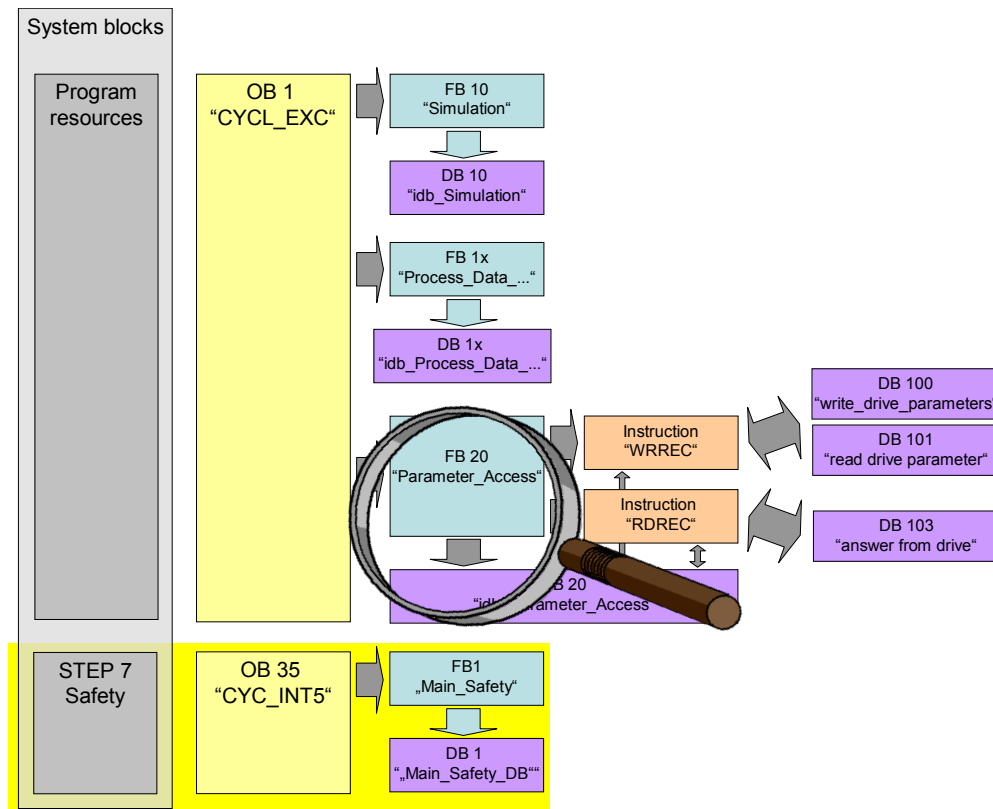 System blocks
Program
resources
OB 1
“CYCL_EXC“
FB 10
“Simulation“
DB 10
“idb_Simulation“
FB 1x
“Process_Data_...“
DB 1x
“idb_Process_Data_...“
FB 20
“Parameter_Access“
Instruction
“WRREC“
DB 100
“write_drive_parameters“
DB 101
“read drive parameter“
Instruction
“RDREC“
DB 103
“answer from drive“
20
STEP 7
Safety
OB 35
“CYC_INT5“
FB1
„Main_Safety“
DB 1
“„Main_Safety_DB““